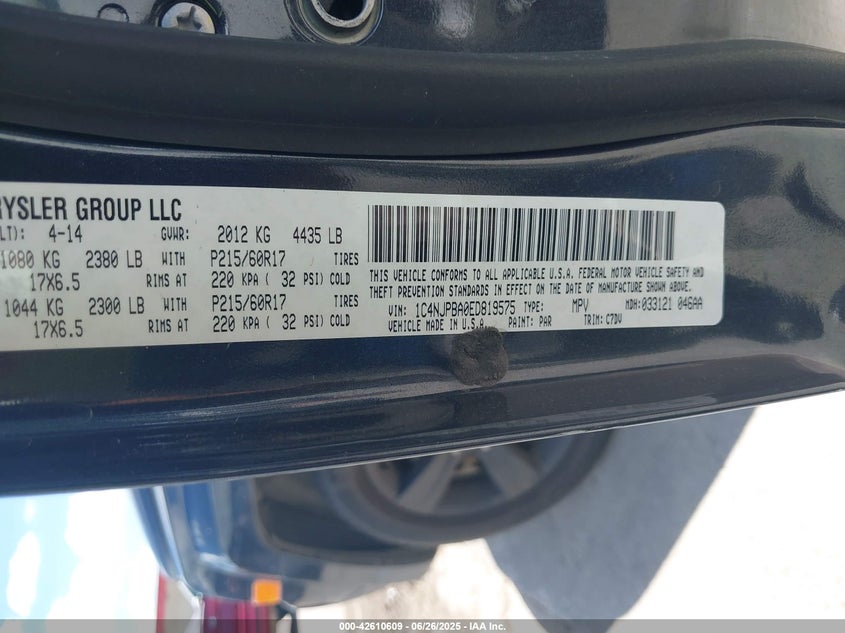 RYSLER GROUP LLC
LT): 4-14 GVWR: 2012 KG 4435 LB
1080 KG 2380 LB WITH P215/60R17 TIRES
17X6.5 RIMS AT 220 KPA ( 32 PSI) COLD
1044 KG 2300 LB WITH P215/60R17 TIRES
17X6.5 RIMS AT 220 KPA ( 32 PSI) COLD
THIS VEHICLE CONFORMS TO ALL APPLICABLE U.S.A. FEDERAL MOTOR VEHICLE SAFETY AND
THEFT PREVENTION STANDARDS IN EFFECT ON THE DATE OF MANUFACTURE SHOWN ABOVE.
VIN: 1C4NJPBA0ED819575 TYPE: MPV MDH: 033121 046AA
VEHICLE MADE IN U.S.A. PAINT: PAR TRIM: C7DV
000-42610609 - 06/26/2025 - IAA Inc.